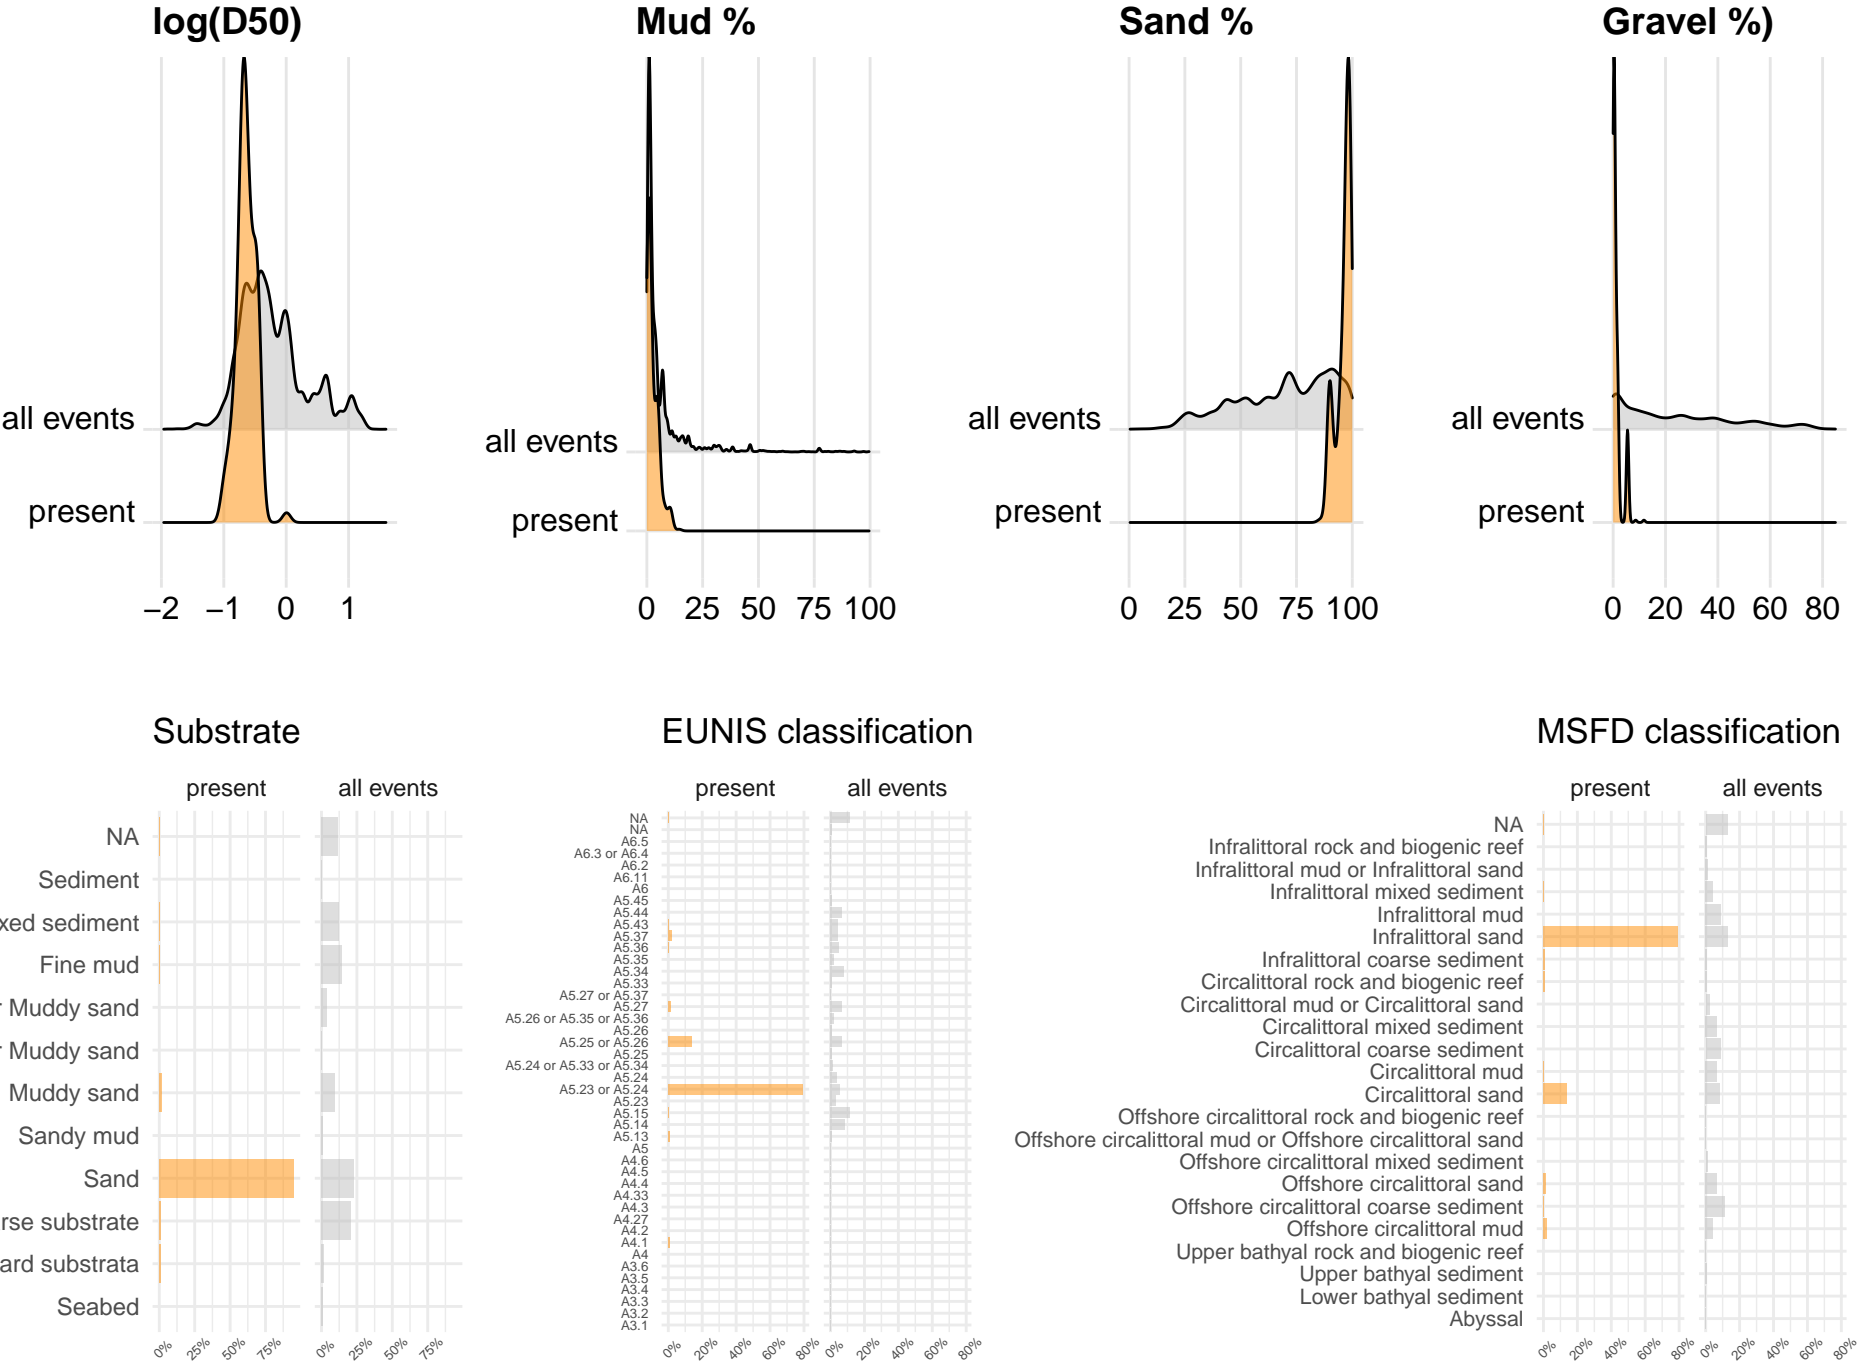 log(D50)
Mud %
Sand %
Gravel %)
all events
present
−2 −1 0 1
all events
present
0 25 50 75 100
all events
present
0 25 50 75 100
all events
present
0 20 40 60 80
Substrate
present all events
NA
Sediment
xed sediment
Fine mud
r Muddy sand
r Muddy sand
Muddy sand
Sandy mud
Sand
rse substrate
ard substrata
Seabed
0% 25% 50% 75% 0% 25% 50% 75%
EUNIS classification
present all events
NA
NA
A6.5
A6.3 or A6.4
A6.2
A6.11
A6
A5.45
A5.44
A5.43
A5.37
A5.36
A5.35
A5.34
A5.33
A5.27 or A5.37
A5.27
A5.26 or A5.35 or A5.36
A5.26
A5.25 or A5.26
A5.25
A5.24 or A5.33 or A5.34
A5.24
A5.23 or A5.24
A5.23
A5.15
A5.14
A5.13
A5
A4.6
A4.5
A4.4
A4.33
A4.3
A4.27
A4.2
A4.1
A4
A3.6
A3.5
A3.4
A3.3
A3.2
A3.1
0% 20% 40% 60% 80% 0% 20% 40% 60% 80%
MSFD classification
present all events
NA
Infralittoral rock and biogenic reef
Infralittoral mud or Infralittoral sand
Infralittoral mixed sediment
Infralittoral mud
Infralittoral sand
Infralittoral coarse sediment
Circalittoral rock and biogenic reef
Circalittoral mud or Circalittoral sand
Circalittoral mixed sediment
Circalittoral coarse sediment
Circalittoral mud
Circalittoral sand
Offshore circalittoral rock and biogenic reef
Offshore circalittoral mud or Offshore circalittoral sand
Offshore circalittoral mixed sediment
Offshore circalittoral sand
Offshore circalittoral coarse sediment
Offshore circalittoral mud
Upper bathyal rock and biogenic reef
Upper bathyal sediment
Lower bathyal sediment
Abyssal
0% 20% 40% 60% 80% 0% 20% 40% 60% 80%